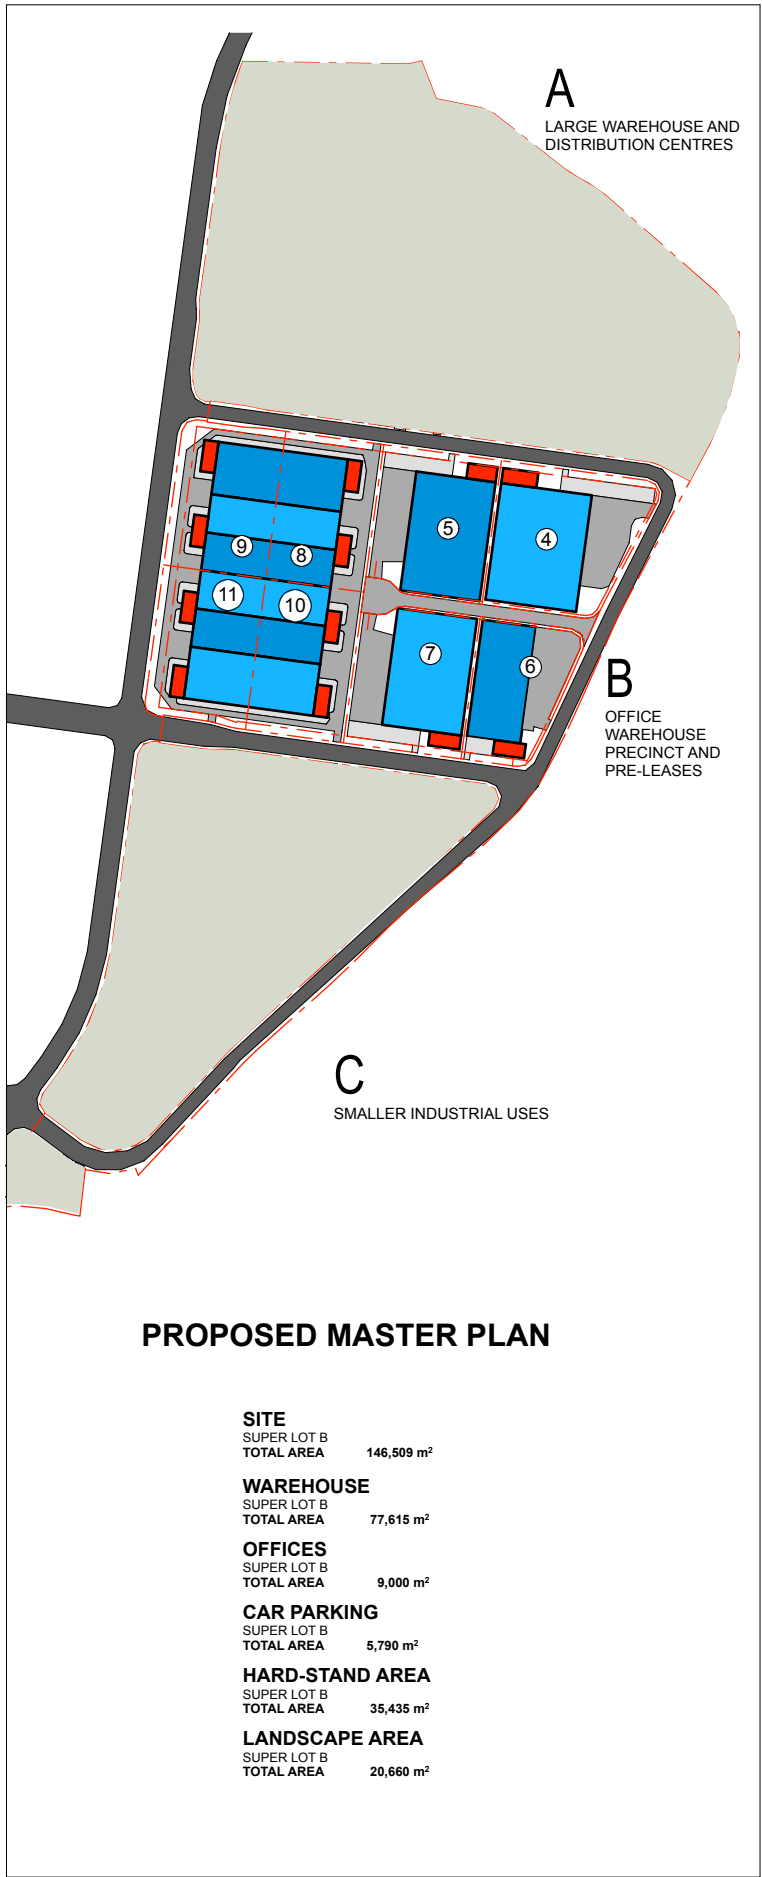 A
LARGE WAREHOUSE AND
DISTRIBUTION CENTRES
5
4
9
8
11
10
7
6
B
OFFICE
WAREHOUSE
PRECINCT AND
PRE-LEASES
C
SMALLER INDUSTRIAL USES
PROPOSED MASTER PLAN
SITE
SUPER LOT B
TOTAL AREA 146,509 m²
WAREHOUSE
SUPER LOT B
TOTAL AREA 77,615 m²
OFFICES
SUPER LOT B
TOTAL AREA 9,000 m²
CAR PARKING
SUPER LOT B
TOTAL AREA 5,790 m²
HARD-STAND AREA
SUPER LOT B
TOTAL AREA 35,435 m²
LANDSCAPE AREA
SUPER LOT B
TOTAL AREA 20,660 m²